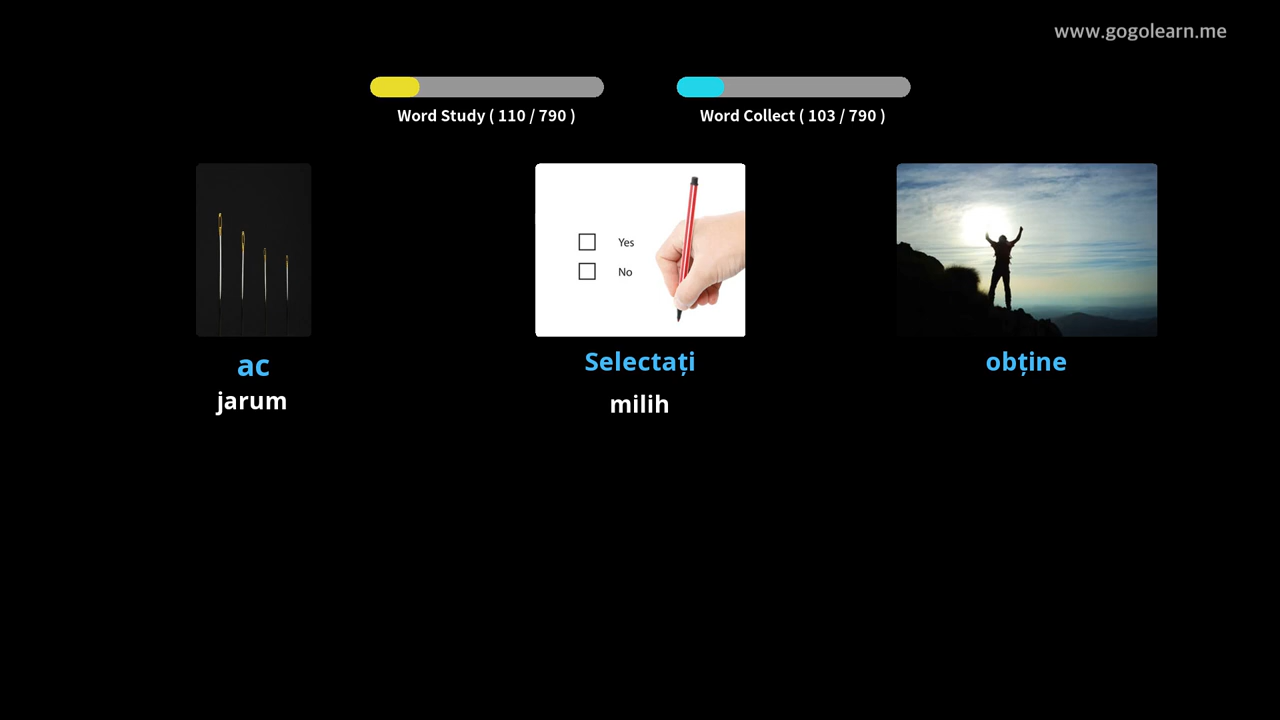 www.gogolearn.me
Word Study ( 110 / 790 )
Word Collect ( 103 / 790 )
Yes
No
ac
jarum
Selectați
milih
obține